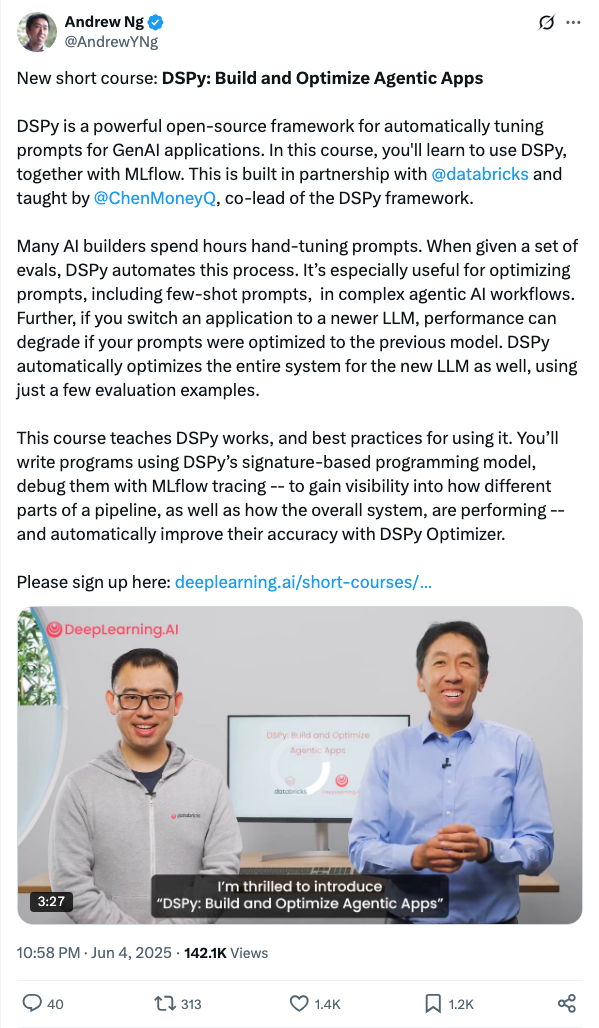 Andrew Ng
@AndrewYNg
New short course: DSPy: Build and Optimize Agentic Apps
DSPy is a powerful open-source framework for automatically tuning
prompts for GenAI applications. In this course, you'll learn to use DSPy,
together with MLflow. This is built in partnership with @databricks and
taught by @ChenMoneyQ, co-lead of the DSPy framework.
Many AI builders spend hours hand-tuning prompts. When given a set of
evals, DSPy automates this process. It’s especially useful for optimizing
prompts, including few-shot prompts,  in complex agentic AI workflows.
Further, if you switch an application to a newer LLM, performance can
degrade if your prompts were optimized to the previous model. DSPy
automatically optimizes the entire system for the new LLM as well, using
just a few evaluation examples.
This course teaches DSPy works, and best practices for using it. You’ll
write programs using DSPy’s signature-based programming model,
debug them with MLflow tracing -- to gain visibility into how different
parts of a pipeline, as well as how the overall system, are performing --
and automatically improve their accuracy with DSPy Optimizer.
Please sign up here: deeplearning.ai/short-courses/…
DeepLearning.AI
DSPy: Build and Optimize
Agentic Apps
databricks
databricks
I’m thrilled to introduce
“DSPy: Build and Optimize Agentic Apps”
3:27
10:58 PM · Jun 4, 2025 · 142.1K Views
40 313 1.4K 1.2K